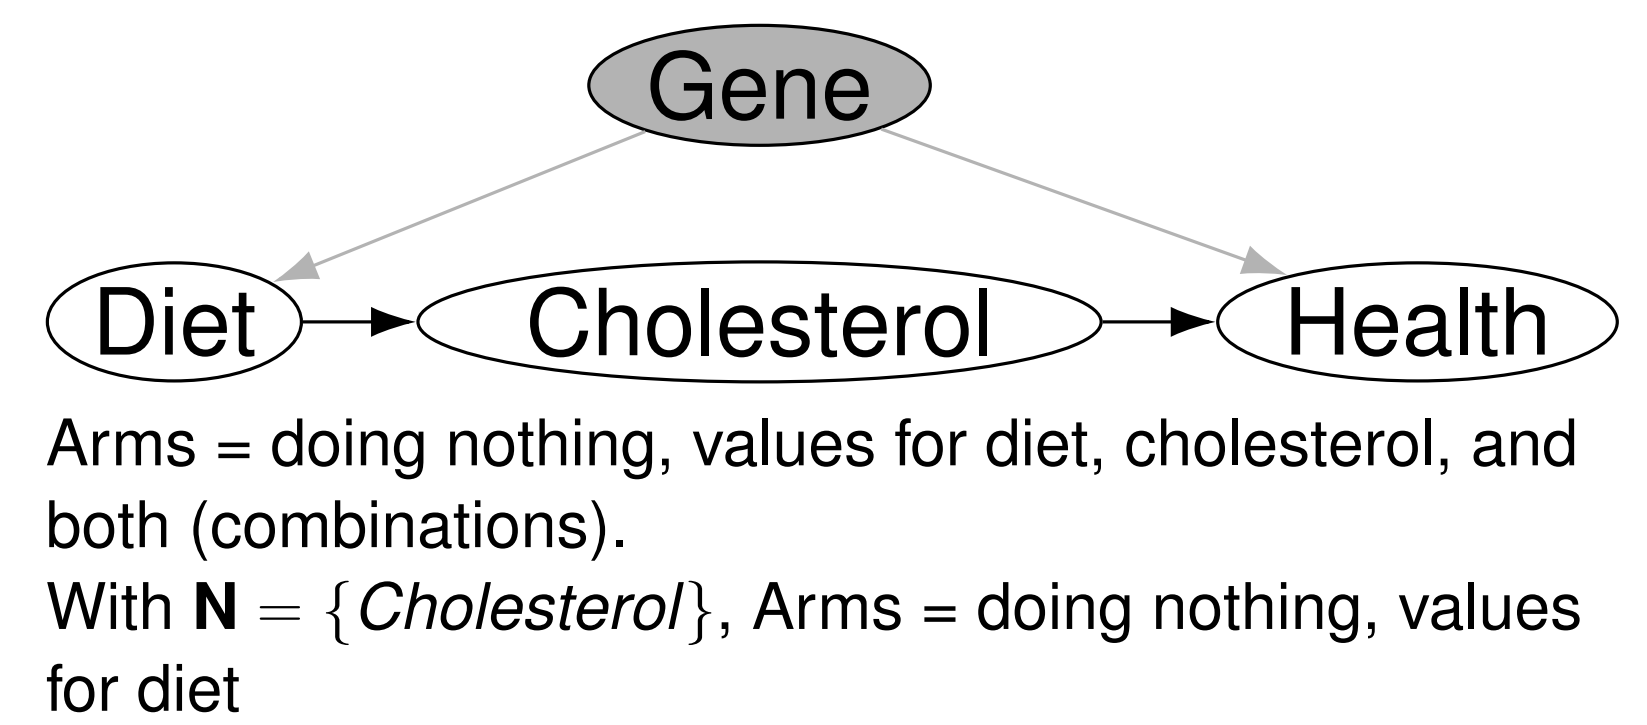 Gene
Diet Cholesterol Health
Arms = doing nothing, values for diet, cholesterol, and
both (combinations).
With N = {Cholesterol}, Arms = doing nothing, values
for diet